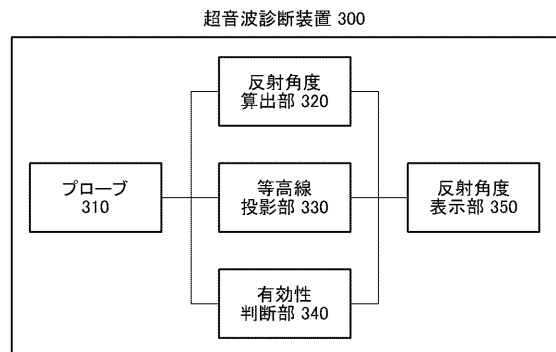 超音波診断装置 300
反射角度
算出部 320
プローブ
310
等高線
投影部 330
反射角度
表示部 350
有効性
判断部 340